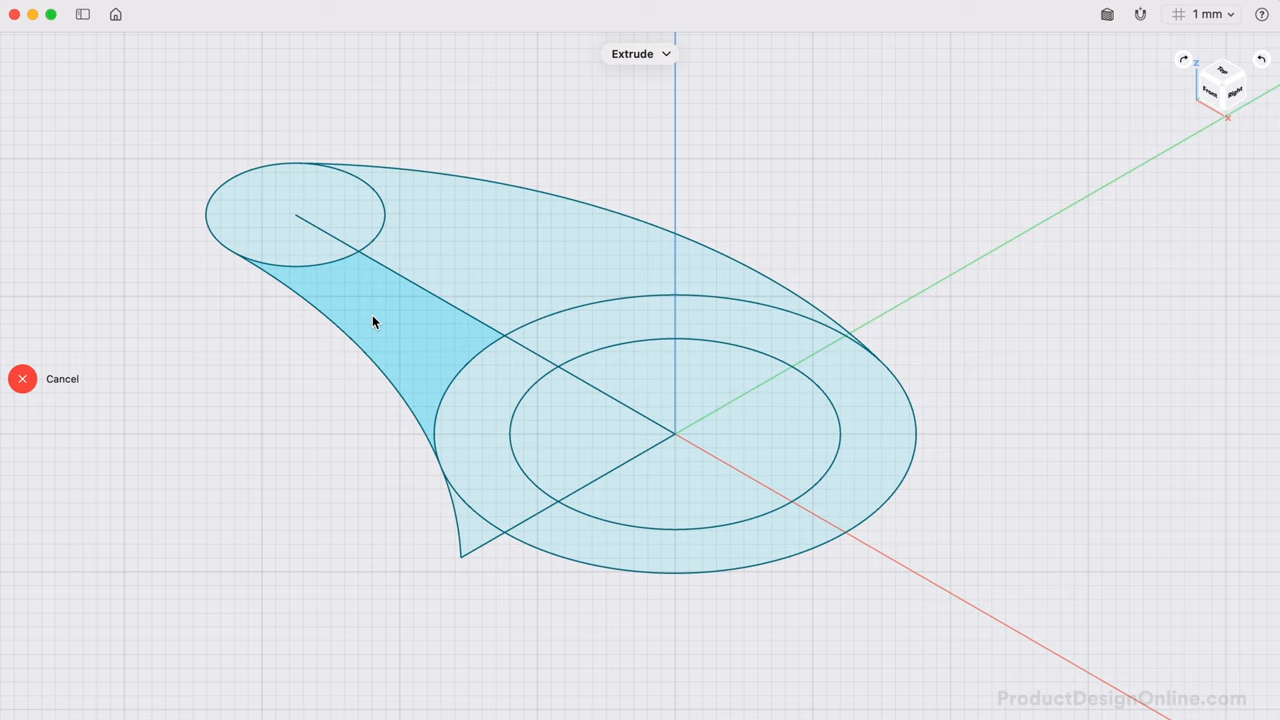 1 mm
Extrude
Z
Top
Front
Right
X
Cancel
ProductDesignOnline.com